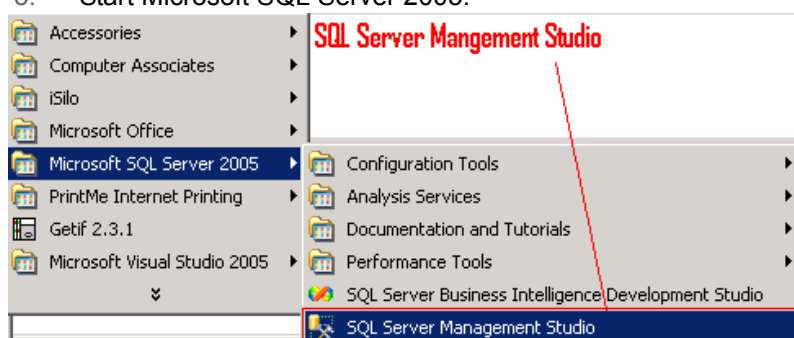 Start Microsoft SQL Server 2005.
Accessories
SQL Server Mangement Studio
Computer Associates
iSilo
Microsoft Office
Microsoft SQL Server 2005
Configuration Tools
PrintMe Internet Printing
Analysis Services
Getif 2.3.1
Documentation and Tutorials
Microsoft Visual Studio 2005
Performance Tools
SQL Server Business Intelligence Development Studio
SQL Server Management Studio